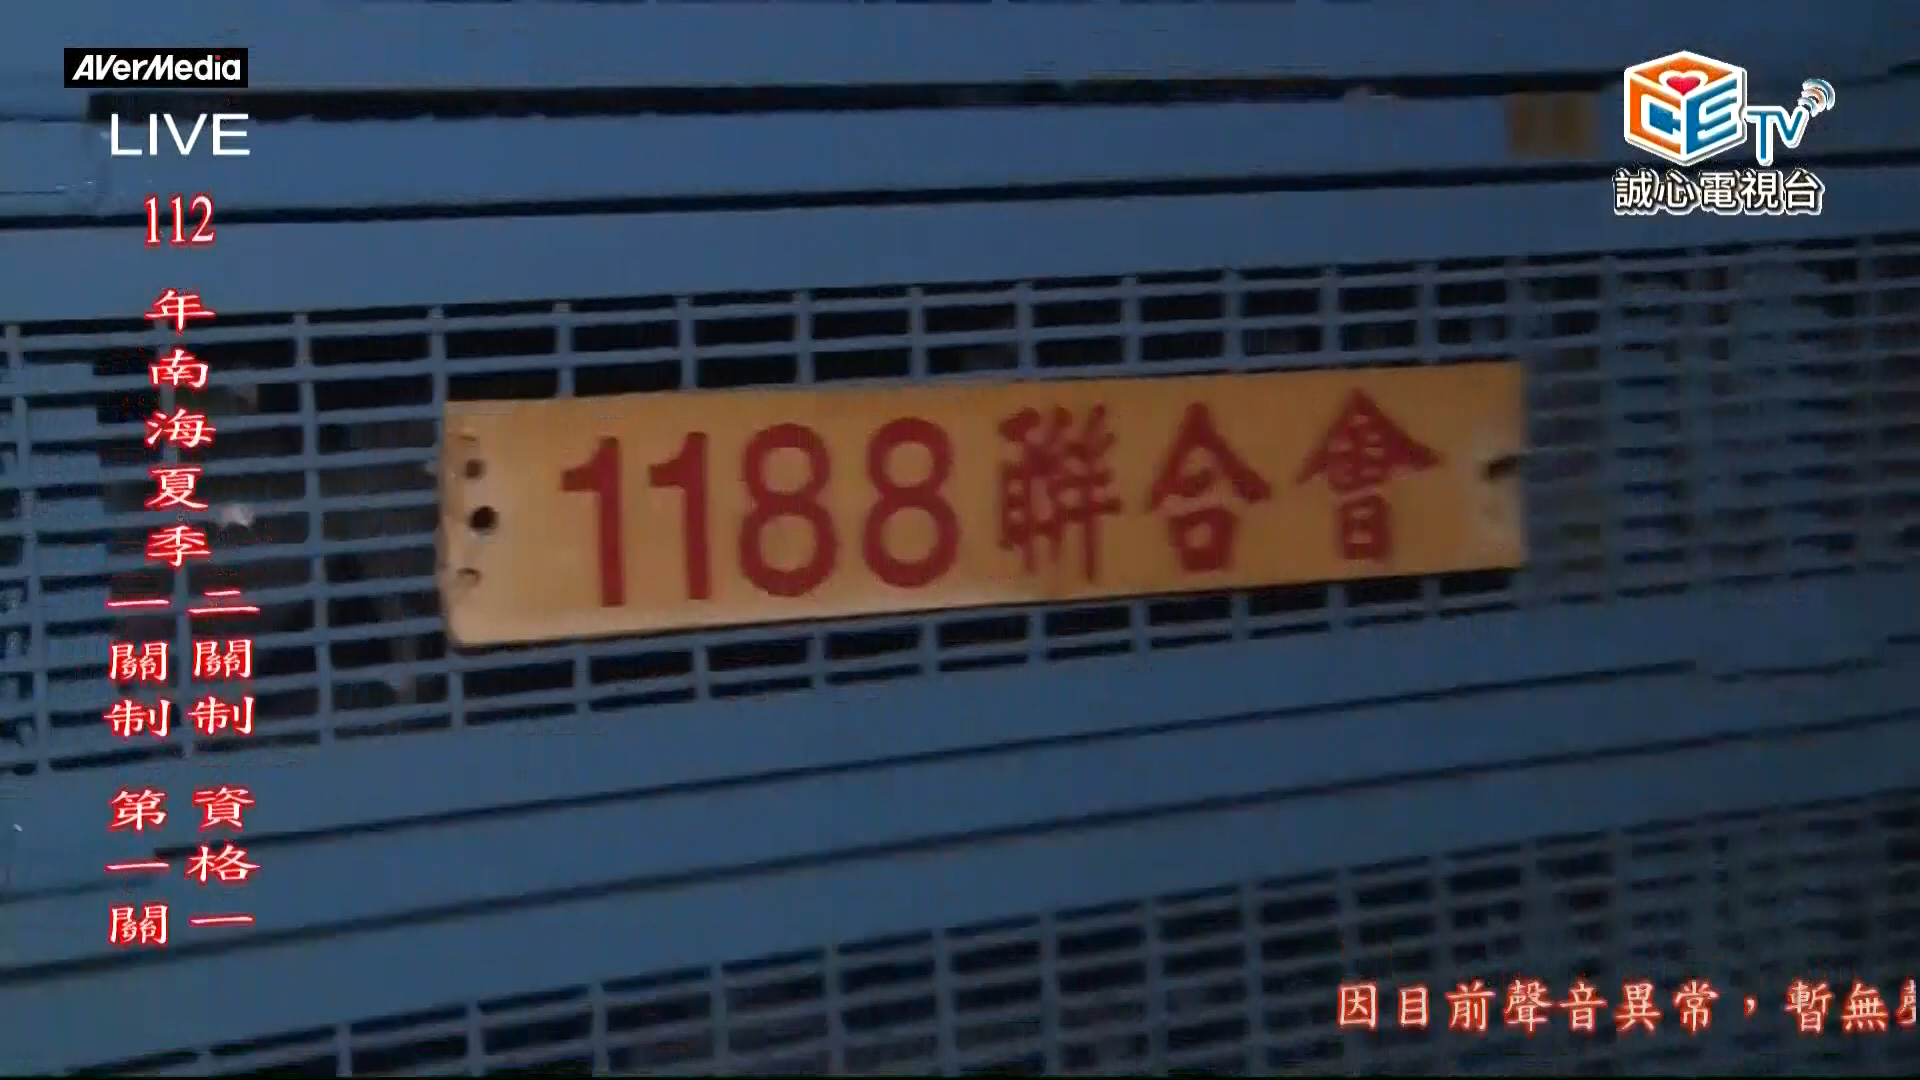 AVerMedia
LIVE
112
年南海夏季
二關制 資格一
一關制 第一關
CS TV
誠心電視台
1188聯合會
因目前聲音異常，暫無